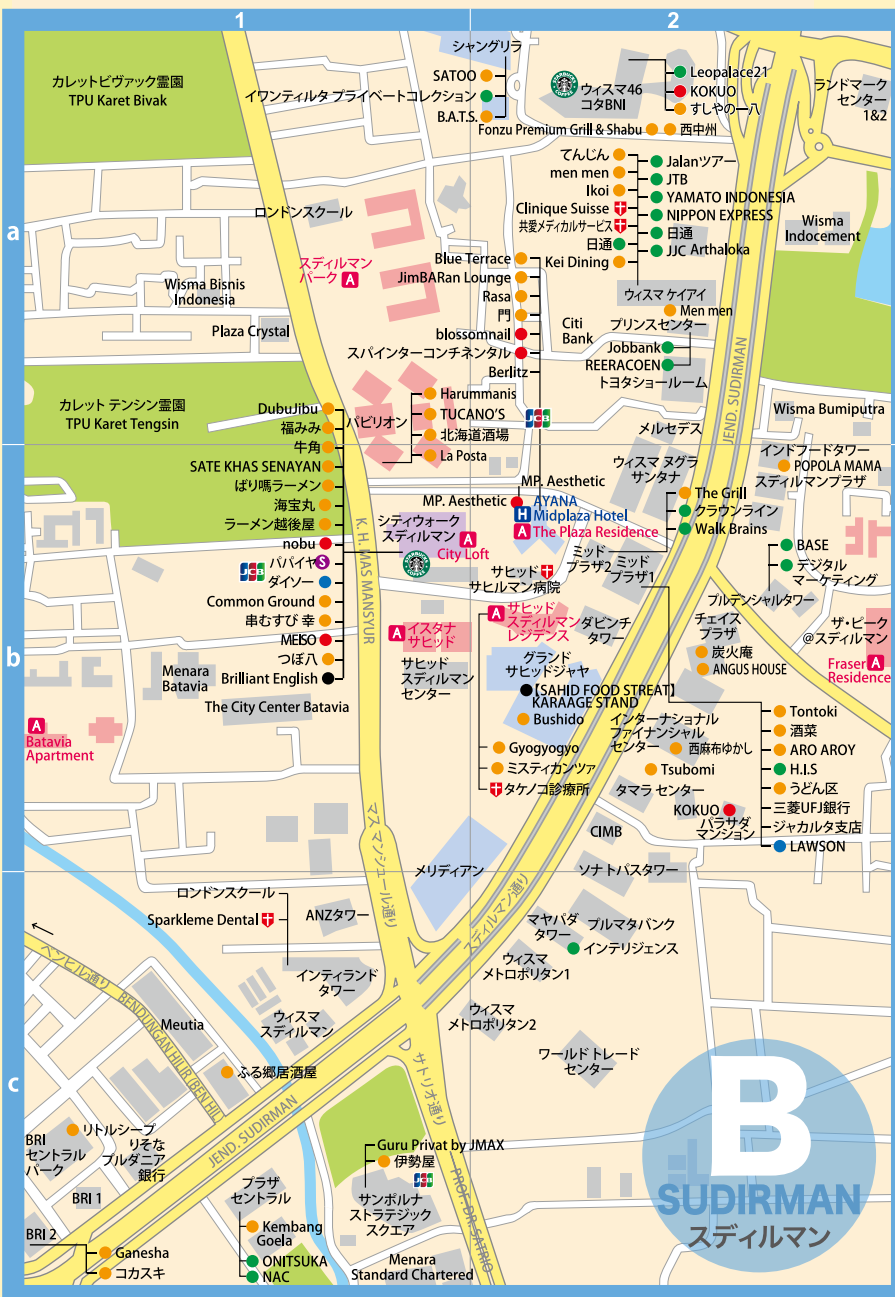 1
2
a
b
c
カレットビヴァック霊園
TPU Karet Bivak
シャングリラ
SATOO
イワンティルタ プライベートコレクション
B.A.T.S.
STARBUCKS COFFEE
ウィスマ46
コタBNI
Leopalace21
KOKUO
すしやの一八
Fonzu Premium Grill & Shabu
西中州
ランドマーク
センター
1&2
てんじん
men men
Ikoi
Clinique Suisse
共愛メディカルサービス
日通
Kei Dining
Jalanツアー
JTB
YAMATO INDONESIA
NIPPON EXPRESS
日通
JJC Arthaloka
Wisma
Indocement
ロンドンスクール
スディルマン
パーク A
Wisma Bisnis
Indonesia
Plaza Crystal
Blue Terrace
JimBARan Lounge
Rasa
門
blossomnail
スパインターコンチネンタル
Berlitz
Citi
Bank
ウィスマ ケイアイ
Men men
プリンスセンター
Jobbank
REERACOEN
トヨタショールーム
JEND. SUDIRMAN
カレット テンシン霊園
TPU Karet Tengsin
DubuJibu
福みみ
牛角
SATE KHAS SENAYAN
ばり嗎ラーメン
海宝丸
ラーメン越後屋
nobu
パパイヤ S
JCB
ダイソー
Common Ground
串むすび 幸
MEISO
つぼ八
Brilliant English
パビリオン
Harummanis
TUCANO'S
北海道酒場
La Posta
JCB
メルセデス
Wisma Bumiputra
インドフードタワー
POPOLA MAMA
スディルマンプラザ
ウィスマ ヌグラ
サンタナ
MP. Aesthetic
MP. Aesthetic
AYANA
H Midplaza Hotel
A The Plaza Residence
The Grill
クラウンライン
Walk Brains
シティウォーク
スディルマン
A
City Loft
STARBUCKS COFFEE
K. H. MAS MANSYUR
ミッド
プラザ2
ミッド
プラザ1
サヒッド
サヒルマン病院
BASE
デジタル
マーケティング
プルデンシャルタワー
A サヒッド
スディルマン
レジデンス
ダビンチ
タワー
チェイス
プラザ
炭火庵
ANGUS HOUSE
ザ・ピーク
@スディルマン
Fraser A
Residence
A イスタナ
サヒッド
サヒッド
スディルマン
センター
グランド
サヒッドジャヤ
【SAHID FOOD STREAT】
KARAAGE STAND
Bushido
Menara
Batavia
The City Center Batavia
A
Batavia
Apartment
インターナショナル
ファイナンシャル
センター
西麻布ゆかし
Gyogyogyo
ミスティカンツァ
タケノコ診療所
Tsubomi
タマラ センター
KOKUO
パラサダ
マンション
CIMB
Tontoki
酒菜
ARO AROY
H.I.S
うどん区
三菱UFJ銀行
ジャカルタ支店
LAWSON
マス マンシュール通り
メリディアン
スディルマン通り
ソナトパスタワー
ロンドンスクール
Sparkleme Dental
ANZタワー
インティランド
タワー
マヤパダ
タワー
プルマタバンク
インテリジェンス
ウィスマ
メトロポリタン1
ウィスマ
メトロポリタン2
ベンヒル通り
BENDUNGAN HILIR (BEN HIL)
Meutia
ウィスマ
スディルマン
ワールド トレード
センター
ふる郷居酒屋
サトリオ通り
JEND. SUDIRMAN
リトルシープ
BRI
セントラル
パーク
りそな
プルダニア
銀行
BRI 1
BRI 2
Ganesha
コカスキ
プラザ
セントラル
Kembang
Goela
ONITSUKA
NAC
Guru Privat by JMAX
伊勢屋
JCB
サンポルナ
ストラテジック
スクエア
PROF. DR. SATRIO
Menara
Standard Chartered
B
SUDIRMAN
スディルマン